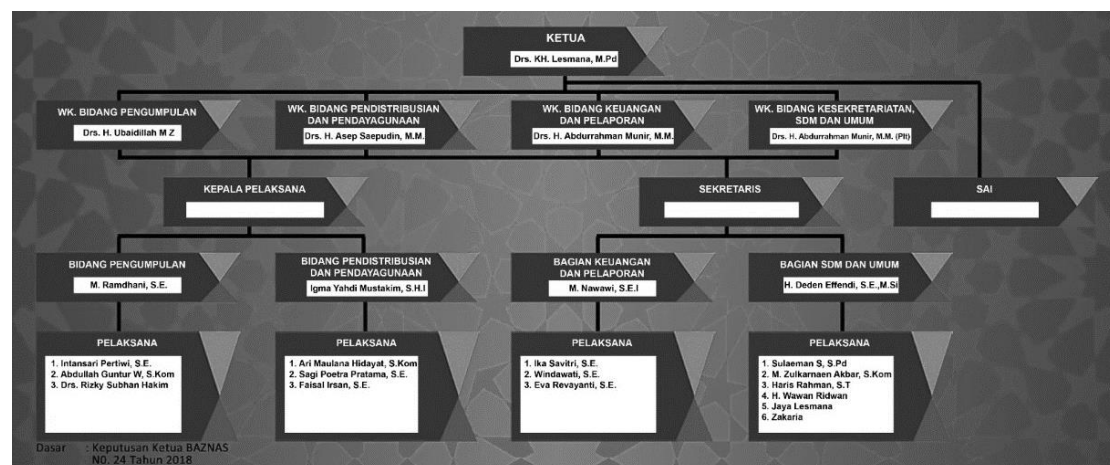 KETUA
Drs. KH. Lesmana, M.Pd
WK. BIDANG PENGUMPULAN
Drs. H. Ubaidillah M Z
WK. BIDANG PENDISTRIBUSIAN
DAN PENDAYAGUNAAN
Drs. H. Asep Saepudin, M.M.
WK. BIDANG KEUANGAN
DAN PELAPORAN
Drs. H. Abdurrahman Munir, M.M.
WK. BIDANG KESEKRETARIATAN,
SDM DAN UMUM
Drs. H. Abdurrahman Munir, M.M. (Plt)
KEPALA PELAKSANA
SEKRETARIS
SAI
BIDANG PENGUMPULAN
M. Ramdhani, S.E.
BIDANG PENDISTRIBUSIAN
DAN PENDAYAGUNAAN
Igma Yahdi Mustakim, S.H.I
BAGIAN KEUANGAN
DAN PELAPORAN
M. Nawawi, S.E.I
BAGIAN SDM DAN UMUM
H. Deden Effendi, S.E.,M.Si
PELAKSANA
1. Intansari Pertiwi, S.E.
2. Abdullah Guntur W, S.Kom
3. Drs. Rizky Subhan Hakim
PELAKSANA
1. Ari Maulana Hidayat, S.Kom
2. Sagi Poetra Pratama, S.E.
3. Faisal Irsan, S.E.
PELAKSANA
1. Ika Savitri, S.E.
2. Windawati, S.E.
3. Eva Revayanti, S.E.
PELAKSANA
1. Sulaeman S, S.Pd
2. M. Zulkarnaen Akbar, S.Kom
3. Haris Rahman, S.T
4. H. Wawan Ridwan
5. Jaya Lesmana
6. Zakaria
Dasar : Keputusan Ketua BAZNAS
N0. 24 Tahun 2018